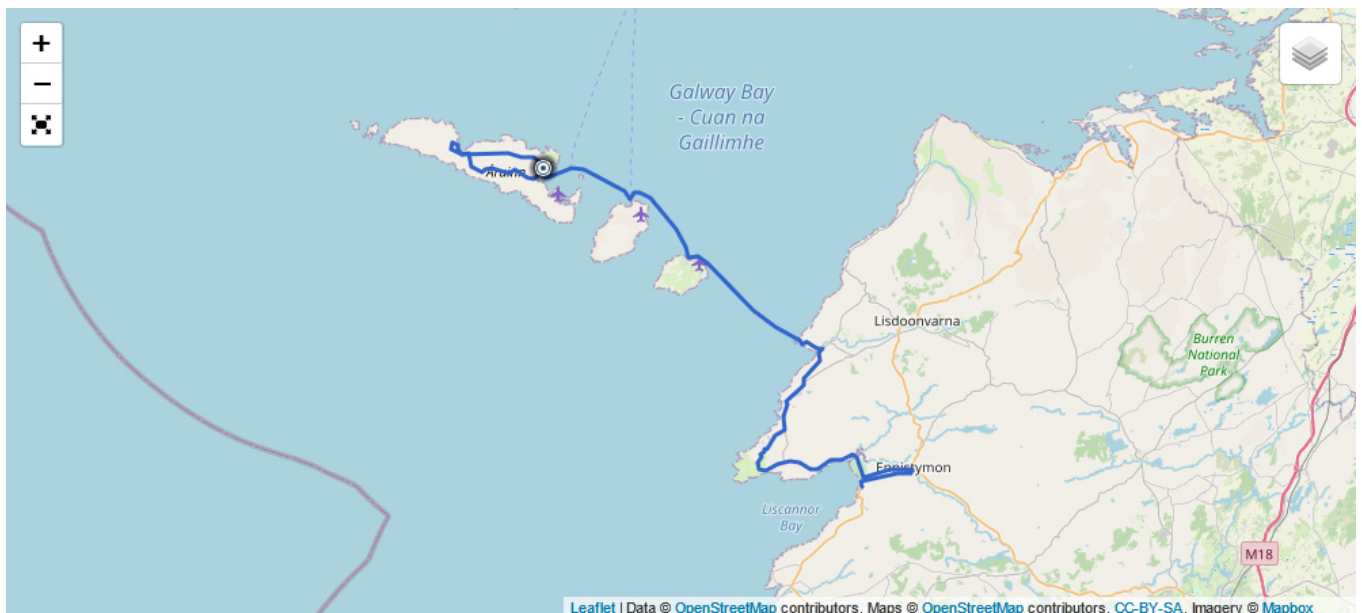 +
−
Galway Bay
- Cuan na
Gaillimhe
Árainn
Lisdoonvarna
Burren
National
Park
Ennistymon
Liscannor
Bay
M18
Leaflet | Data © OpenStreetMap contributors, Maps © OpenStreetMap contributors, CC-BY-SA, Imagery © Mapbox